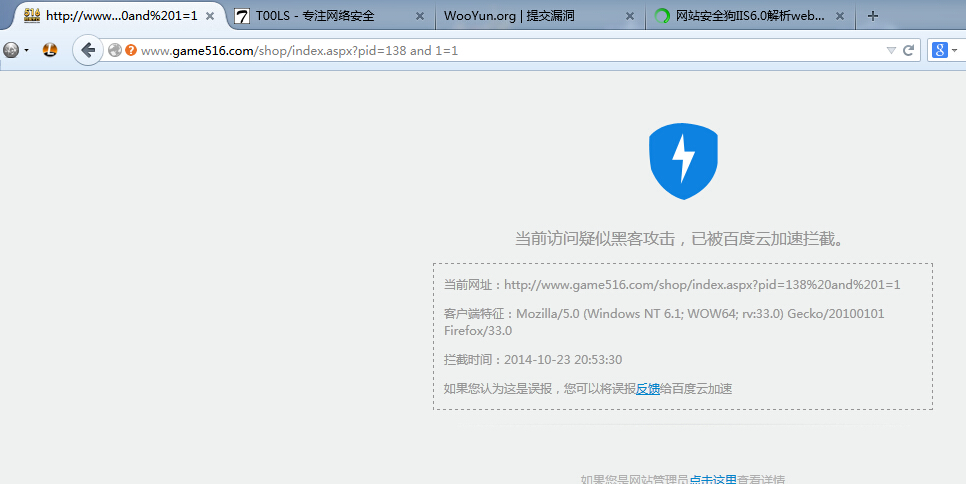 http://www...0and%201=1
T00LS - 专注网络安全
WooYun.org | 提交漏洞
网站安全狗IIS6.0解析web...
www.game516.com/shop/index.aspx?pid=138 and 1=1
当前访问疑似黑客攻击，已被百度云加速拦截。
当前网址：http://www.game516.com/shop/index.aspx?pid=138%20and%201=1
客户端特征：Mozilla/5.0 (Windows NT 6.1; WOW64; rv:33.0) Gecko/20100101
Firefox/33.0
拦截时间：2014-10-23 20:53:30
如果您认为这是误报，您可以将误报反馈给百度云加速
如果您是网站管理员点击这里查看详情